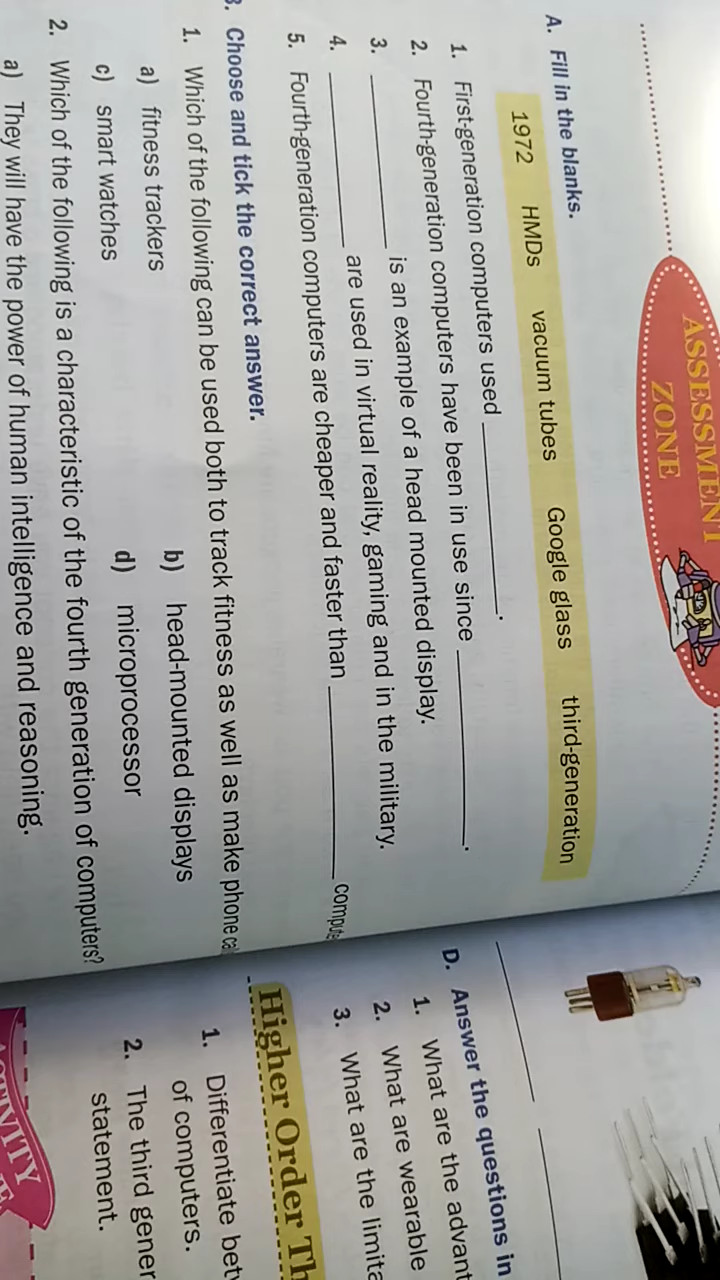 ASSESSMENT
ZONE
A. Fill in the blanks.
1972 HMDs vacuum tubes Google glass third-generation
1. First-generation computers used ____________.
2. Fourth-generation computers have been in use since ____________.
3. ____________ is an example of a head mounted display.
4. ____________ are used in virtual reality, gaming and in the military.
5. Fourth-generation computers are cheaper and faster than ____________
B. Choose and tick the correct answer.
1. Which of the following can be used both to track fitness as well as make phone
a) fitness trackers b) head-mounted displays
c) smart watches d) microprocessor
2. Which of the following is a characteristic of the fourth generation of computers?
a) They will have the power of human intelligence and reasoning.
D. Answer the questions in
1. What are the
2. What are wearable
3. What are the
Higher Order
1. Differentiate
of computers.
2. The third
statement.